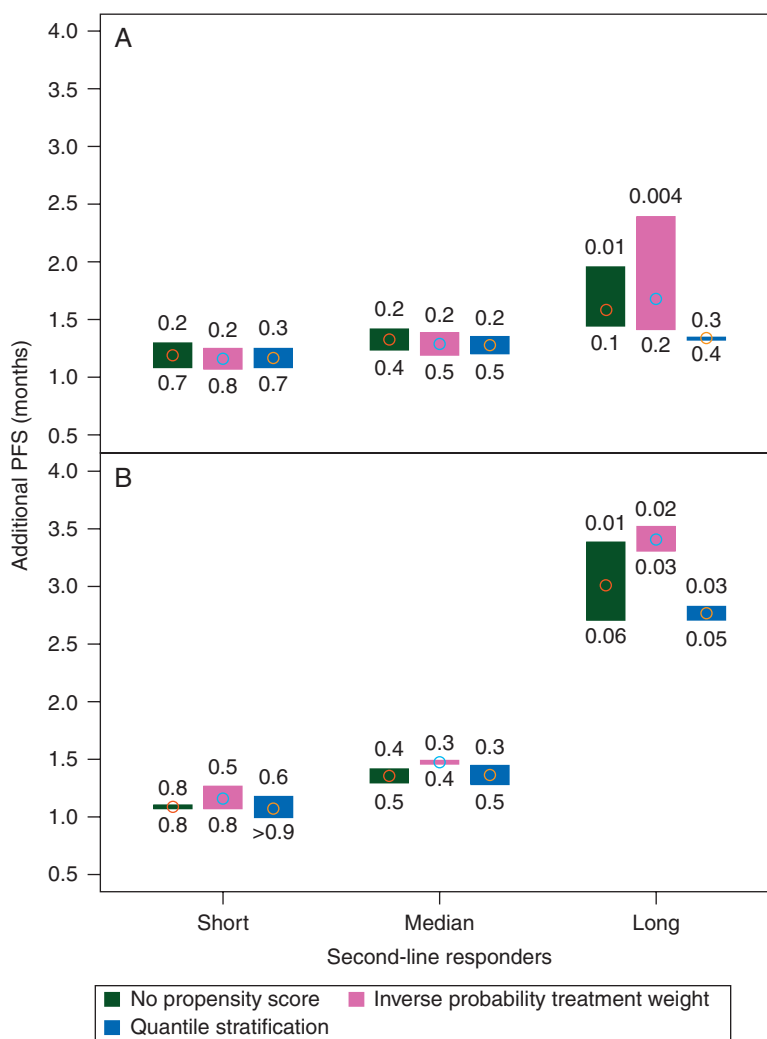 A
4.0
3.5
3.0
2.5
2.0
1.5
1.0
0.5
0.2 0.2 0.3
0.7 0.8 0.7
0.2 0.2 0.2
0.4 0.5 0.5
0.01 0.004 0.3
0.1 0.2 0.4
Additional PFS (months)
B
4.0
3.5
3.0
2.5
2.0
1.5
1.0
0.5
0.8 0.5 0.6
0.8 0.8 >0.9
0.4 0.3 0.3
0.5 0.4 0.5
0.01 0.02 0.03
0.06 0.03 0.05
Short Median Long
Second-line responders
No propensity score Inverse probability treatment weight
Quantile stratification